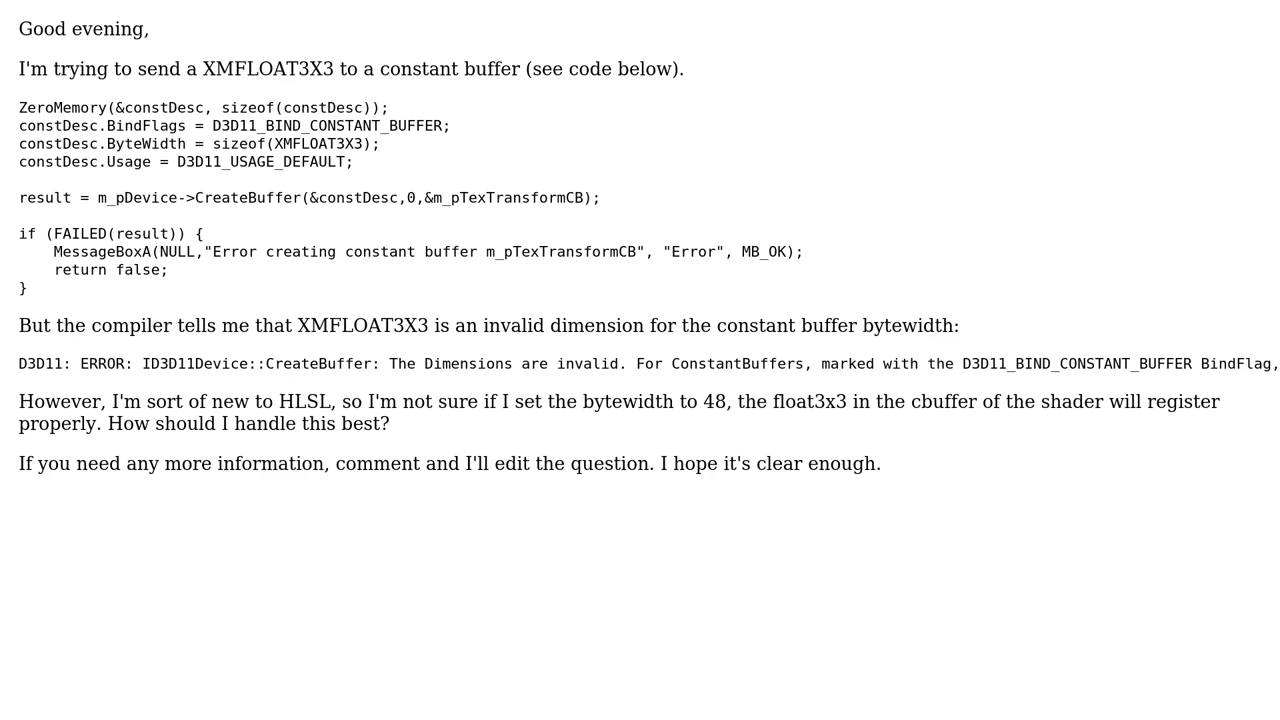 Good evening,
I'm trying to send a XMFLOAT3X3 to a constant buffer (see code below).
ZeroMemory(&constDesc, sizeof(constDesc));
constDesc.BindFlags = D3D11_BIND_CONSTANT_BUFFER;
constDesc.ByteWidth = sizeof(XMFLOAT3X3);
constDesc.Usage = D3D11_USAGE_DEFAULT;
result = m_pDevice->CreateBuffer(&constDesc,0,&m_pTexTransformCB);
if (FAILED(result)) {
    MessageBoxA(NULL,"Error creating constant buffer m_pTexTransformCB", "Error", MB_OK);
    return false;
}
But the compiler tells me that XMFLOAT3X3 is an invalid dimension for the constant buffer bytewidth:
D3D11: ERROR: ID3D11Device::CreateBuffer: The Dimensions are invalid. For ConstantBuffers, marked with the D3D11_BIND_CONSTANT_BUFFER BindFlag,
However, I'm sort of new to HLSL, so I'm not sure if I set the bytewidth to 48, the float3x3 in the cbuffer of the shader will register
properly. How should I handle this best?
If you need any more information, comment and I'll edit the question. I hope it's clear enough.